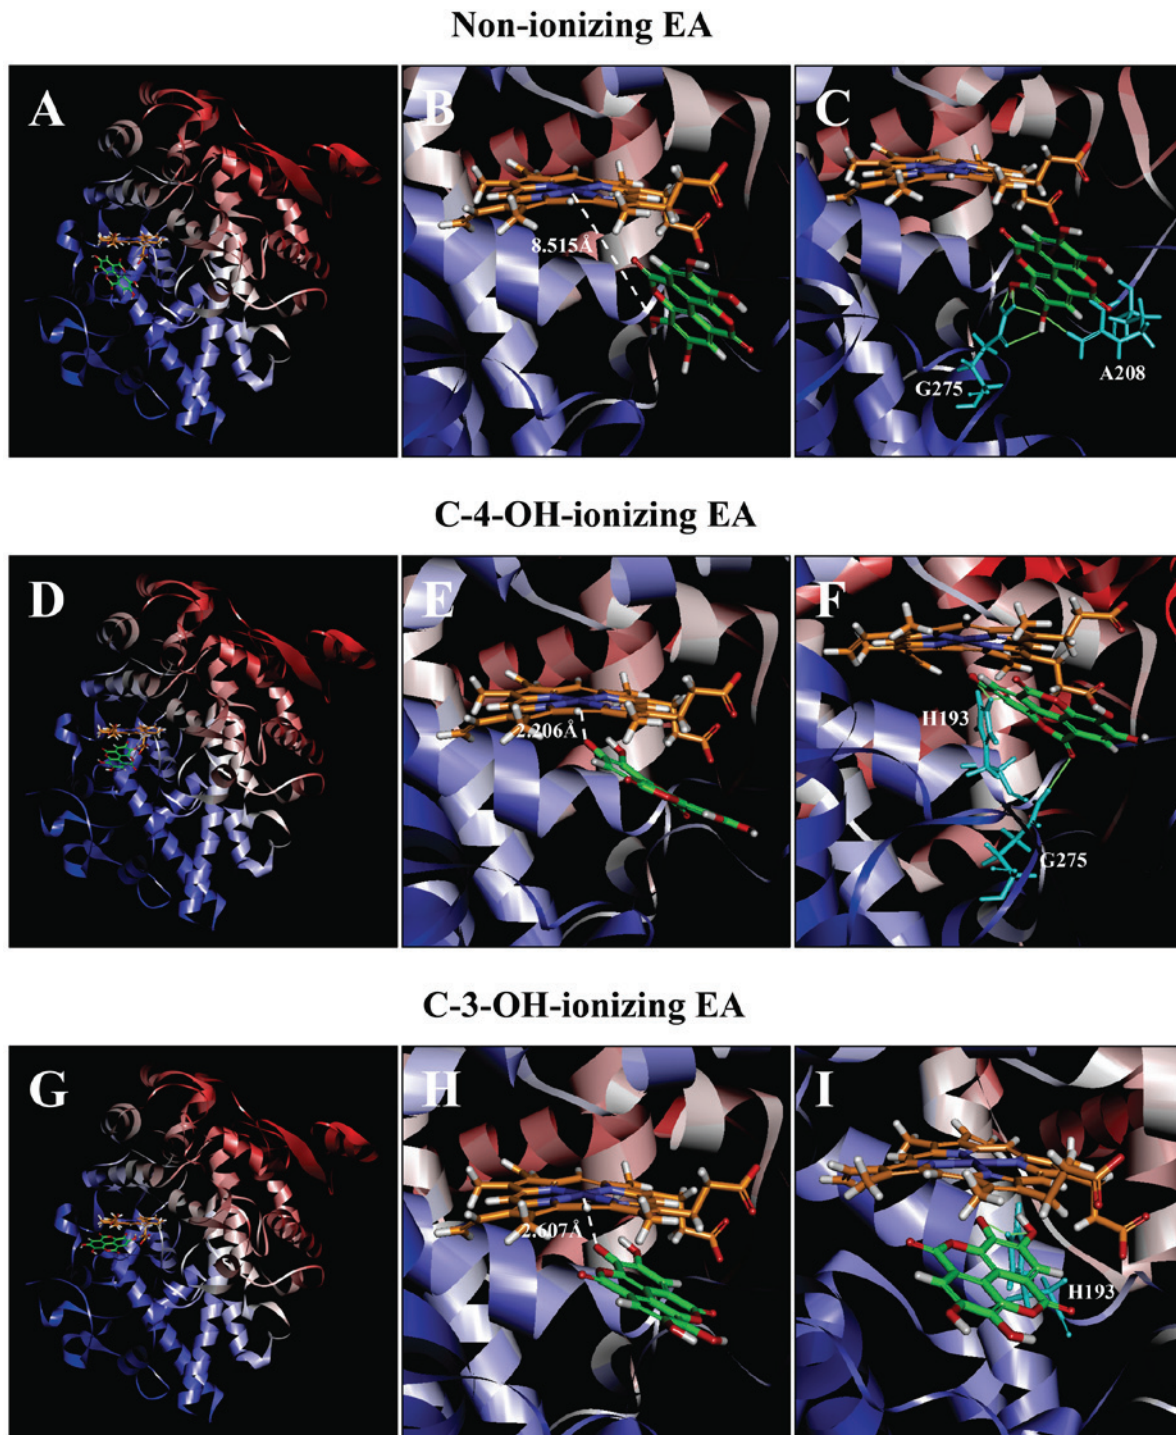 Non-ionizing EA
A
B
C
8.515Å
G275
A208
C-4-OH-ionizing EA
D
E
F
2.206Å
H193
G275
C-3-OH-ionizing EA
G
H
I
2.607Å
H193